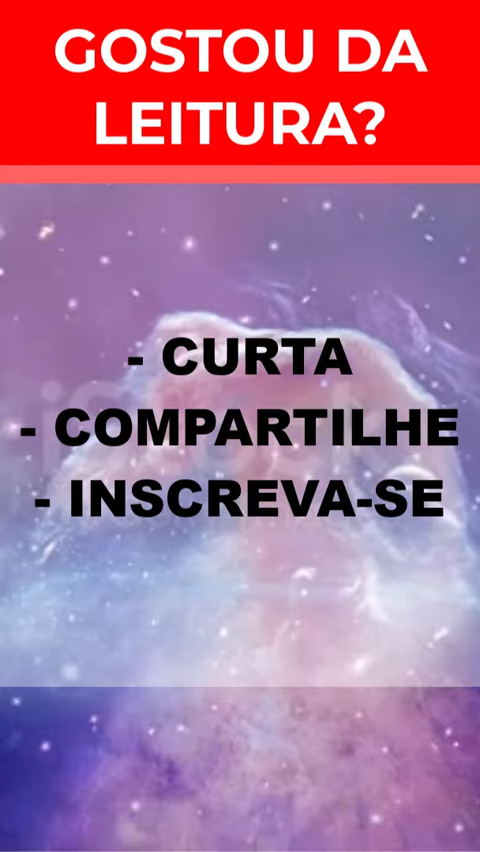 GOSTOU DA
LEITURA?
- CURTA
- COMPARTILHE
- INSCREVA-SE